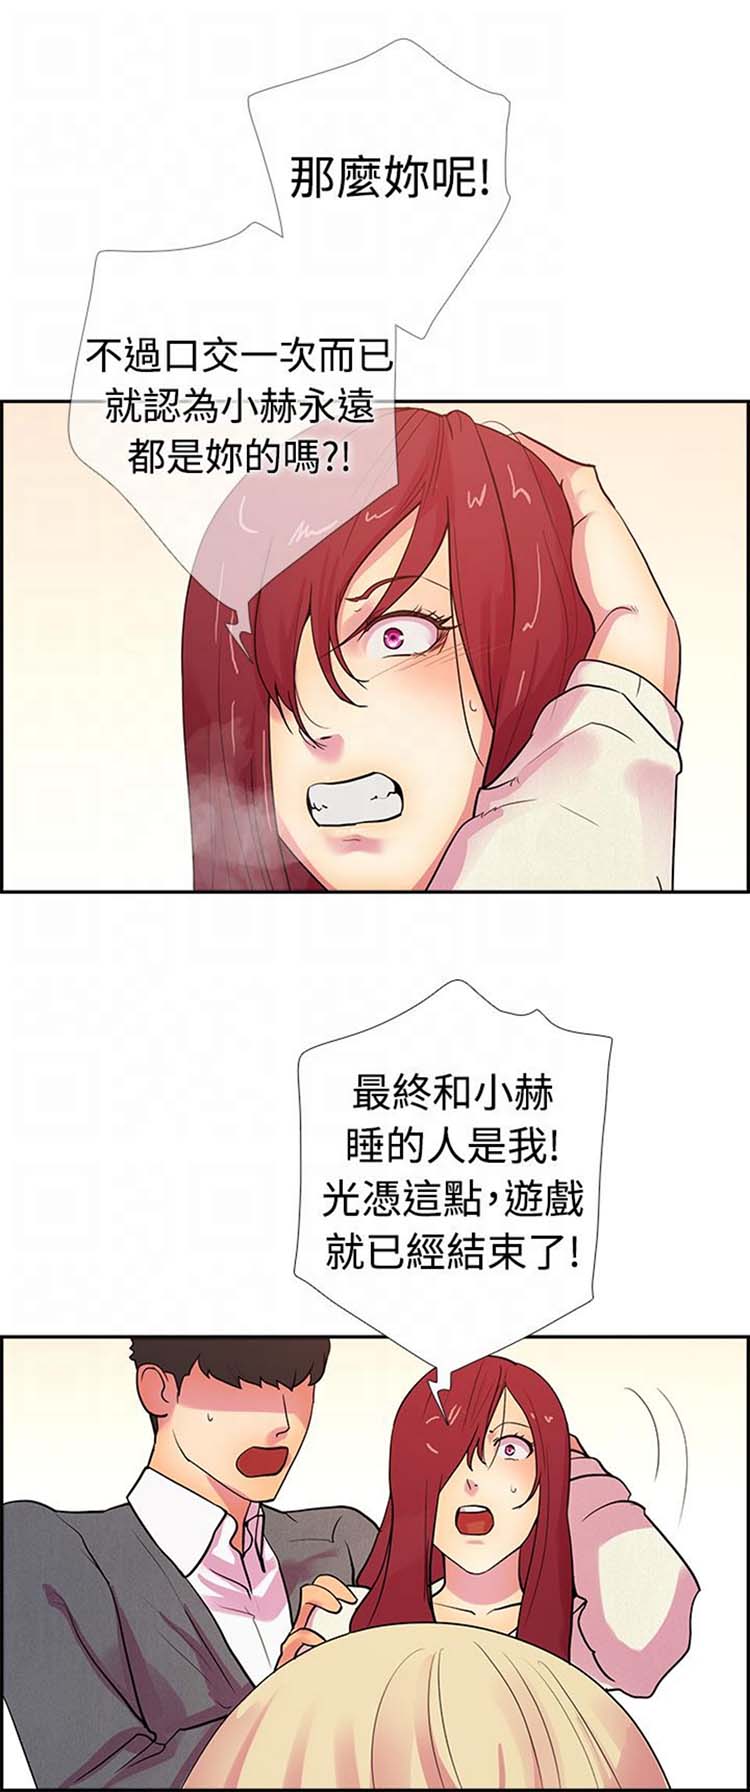 那麼妳呢!
不過口交一次而已
就認為小赫永遠
都是妳的嗎?!
最終和小赫
睡的人是我!
光憑這點,遊戲
就已經結束了!